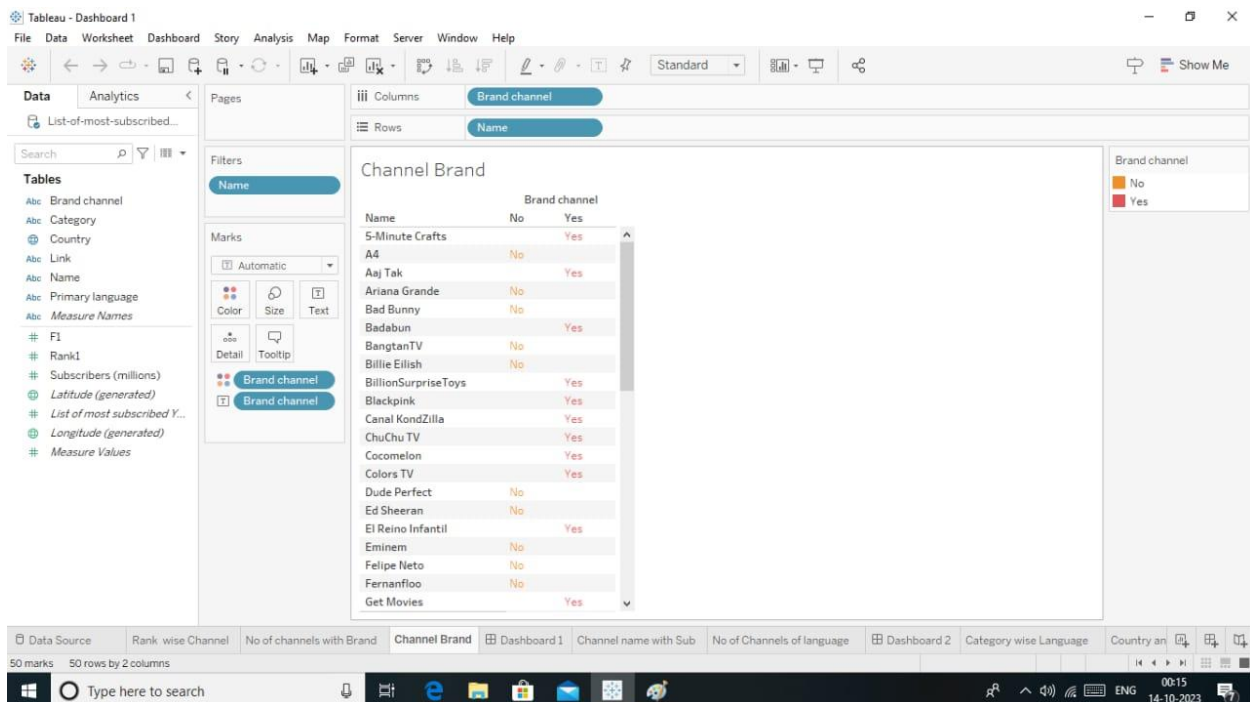 Tableau - Dashboard 1
File Data Worksheet Dashboard Story Analysis Map Format Server Window Help
Standard
Show Me
Data Analytics
List-of-most-subscribed...
Search
Tables
Abc Brand channel
Abc Category
Country
Abc Link
Abc Name
Abc Primary language
Abc Measure Names
# F1
# Rank1
# Subscribers (millions)
Latitude (generated)
# List of most subscribed Y...
Longitude (generated)
# Measure Values
Pages
Filters
Name
Marks
T Automatic
Color Size Text
Detail Tooltip
Brand channel
T Brand channel
iii Columns Brand channel
Rows Name
Channel Brand
Brand channel
Name No Yes
5-Minute Crafts Yes
A4 No
Aaj Tak Yes
Ariana Grande No
Bad Bunny No
Badabun Yes
BangtanTV No
Billie Eilish No
BillionSurpriseToys Yes
Blackpink Yes
Canal KondZilla Yes
ChuChu TV Yes
Cocomelon Yes
Colors TV Yes
Dude Perfect No
Ed Sheeran No
El Reino Infantil Yes
Eminem No
Felipe Neto No
Fernanfloo No
Get Movies Yes
Brand channel
No
Yes
Data Source Rank wise Channel No of channels with Brand Channel Brand Dashboard 1 Channel name with Sub No of Channels of language Dashboard 2 Category wise Language Country an
50 marks 50 rows by 2 columns
Type here to search
ENG
00:15
14-10-2023